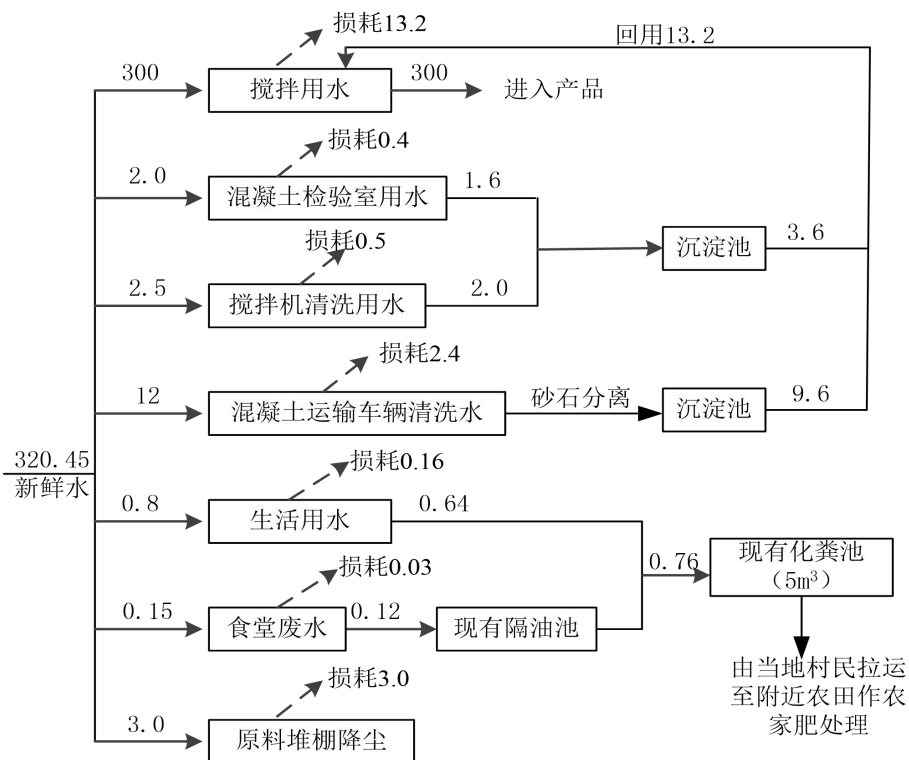 损耗13.2
回用13.2
300
搅拌用水
300
进入产品
损耗0.4
2.0
混凝土检验室用水
1.6
损耗0.5
沉淀池
3.6
2.5
搅拌机清洗用水
2.0
损耗2.4
12
混凝土运输车辆清洗水
砂石分离
沉淀池
9.6
320.45
新鲜水
损耗0.16
0.8
生活用水
0.64
损耗0.03
0.76
现有化粪池
（5m³）
0.15
食堂废水
0.12
现有隔油池
损耗3.0
由当地村民拉运
至附近农田作农
家肥处理
3.0
原料堆棚降尘